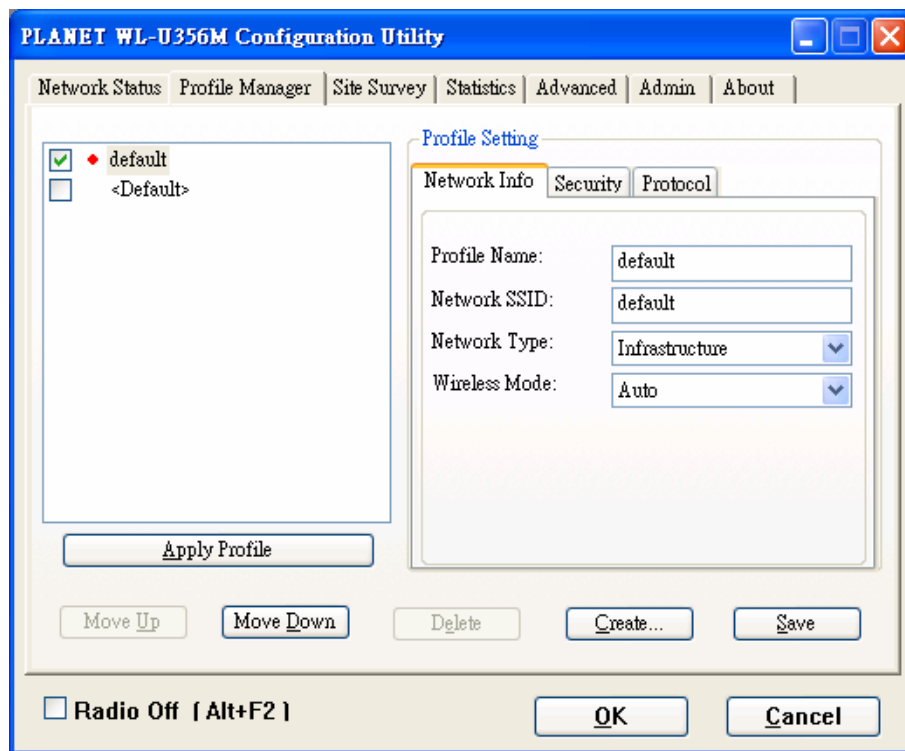 PLANET WL-U356M Configuration Utility
Network Status Profile Manager Site Survey Statistics Advanced Admin About
default
<Default>
Apply Profile
Profile Setting
Network Info Security Protocol
Profile Name: default
Network SSID: default
Network Type: Infrastructure
Wireless Mode: Auto
Move Up Move Down Delete Create... Save
Radio Off [ Alt+F2 ] OK Cancel